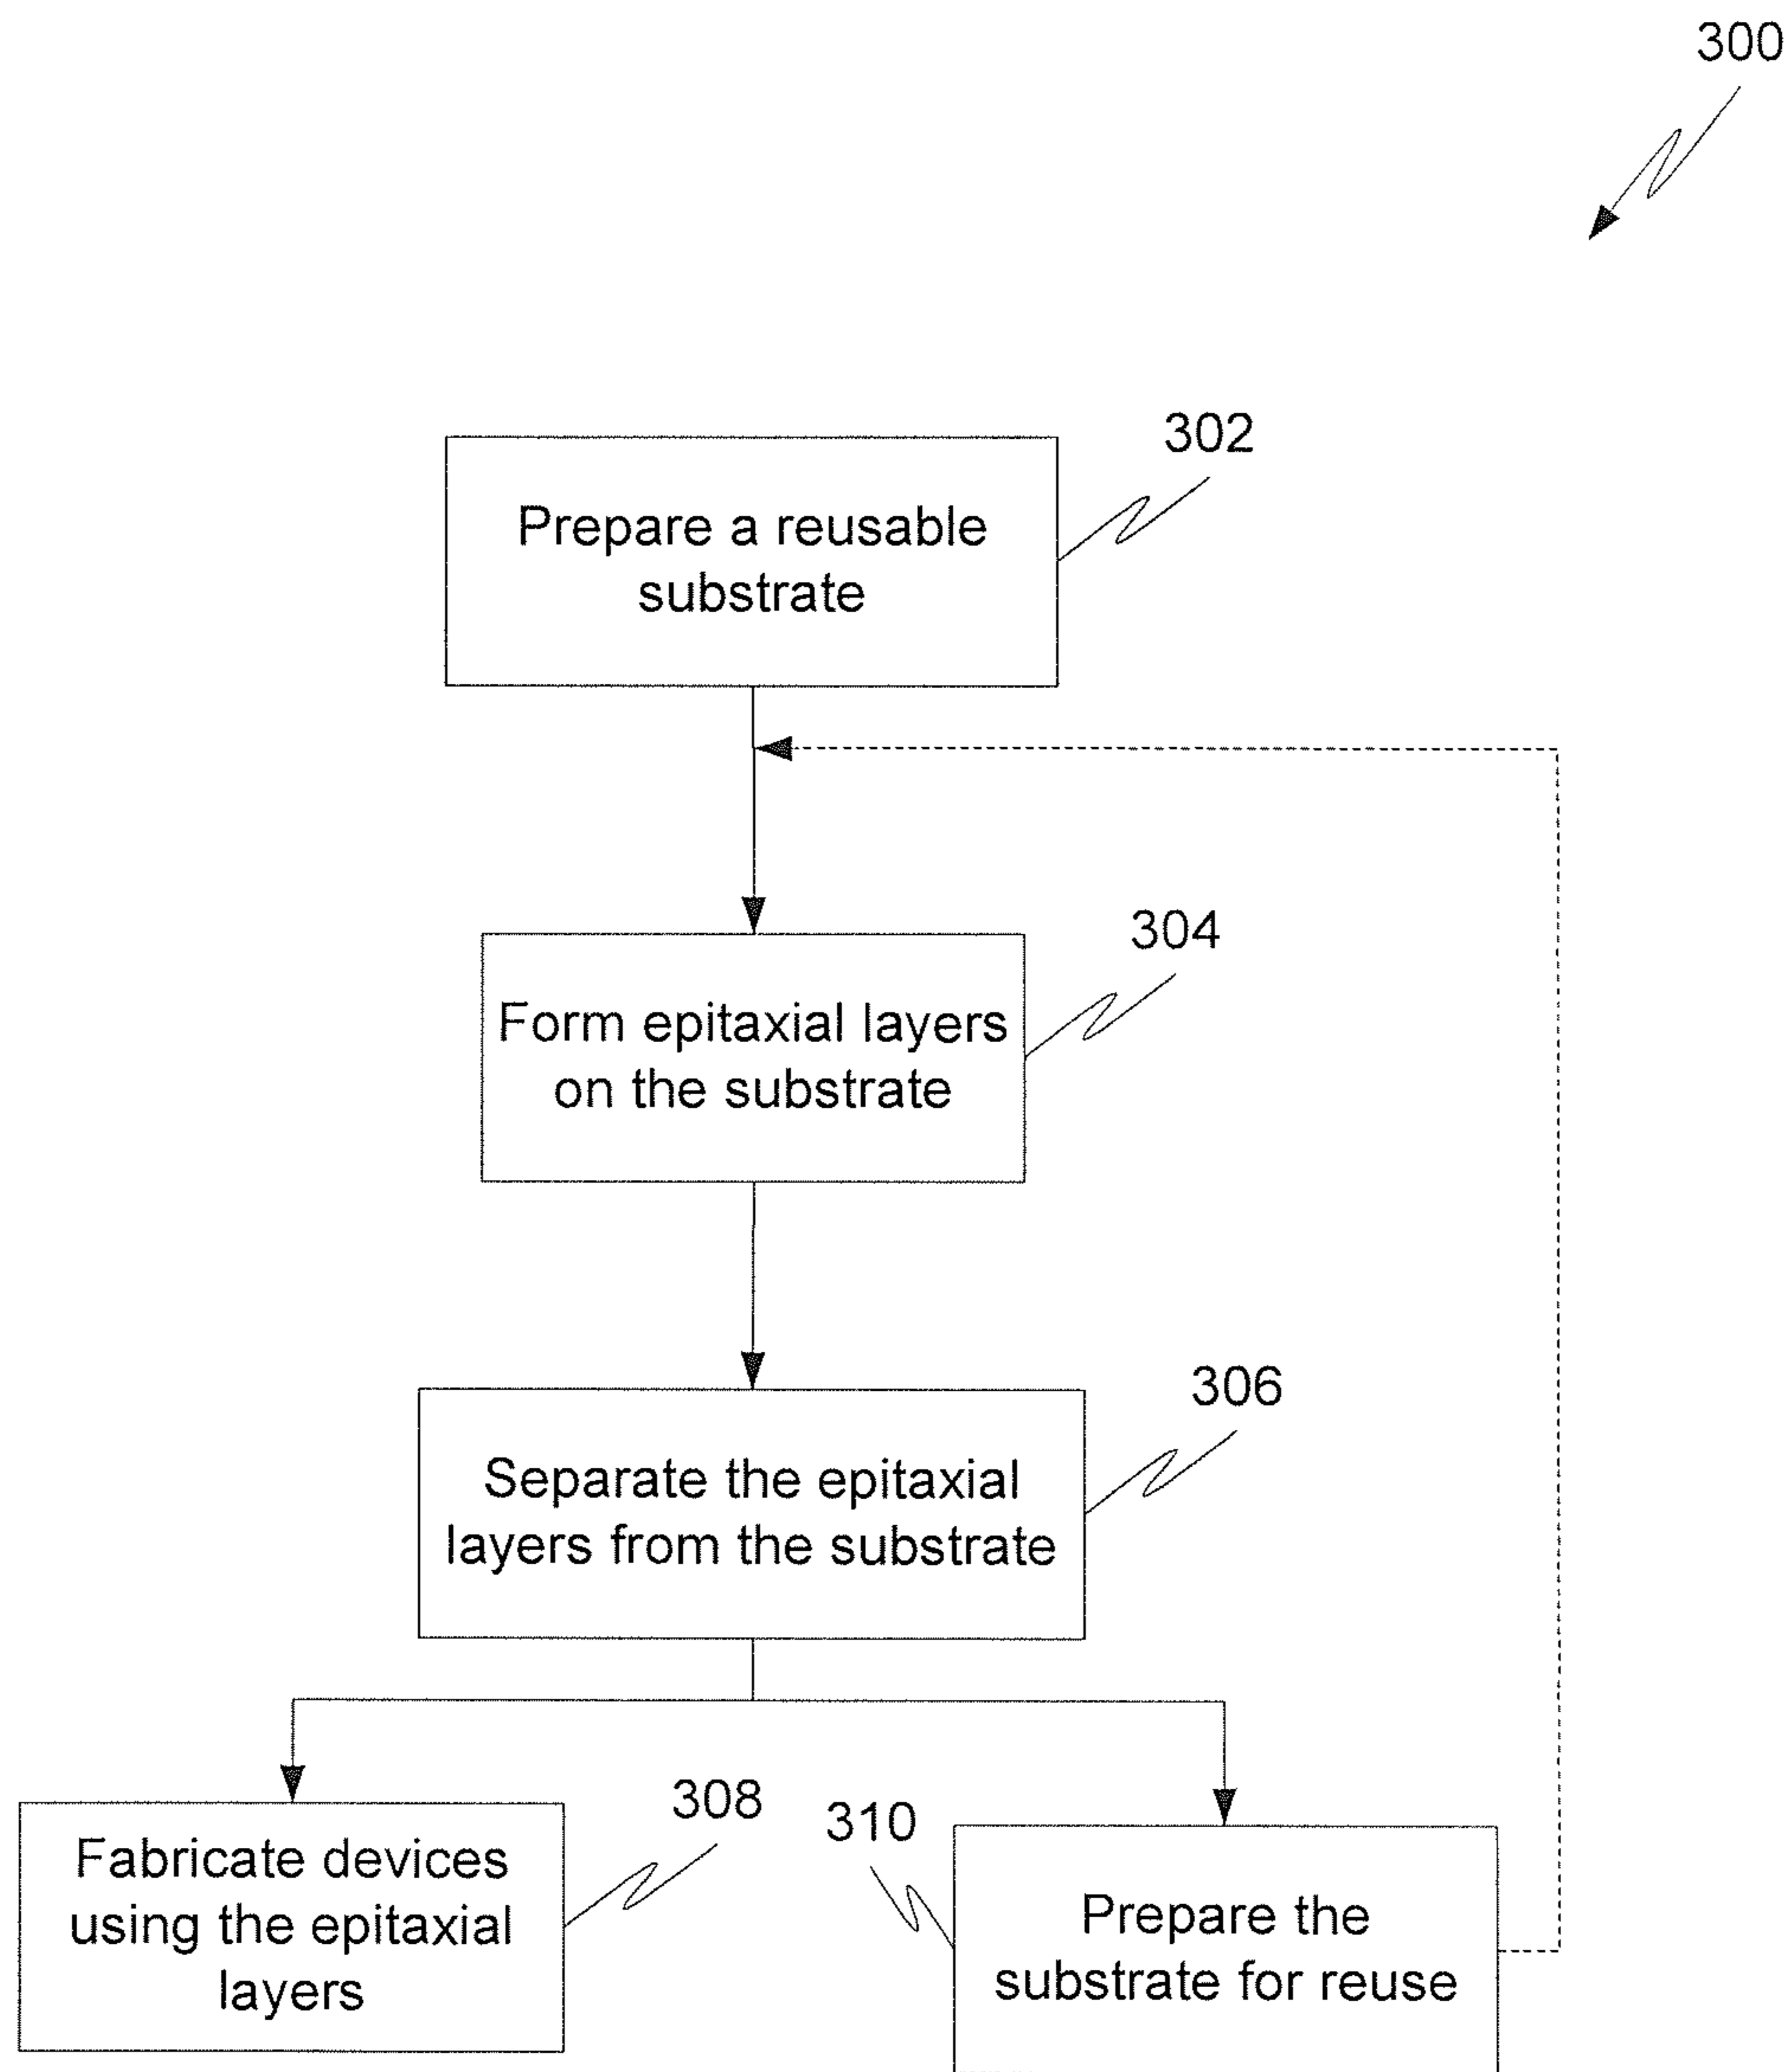 300
302
Prepare a reusable
substrate
304
Form epitaxial layers
on the substrate
306
Separate the epitaxial
layers from the substrate
308
Fabricate devices
using the epitaxial
layers
310
Prepare the
substrate for reuse